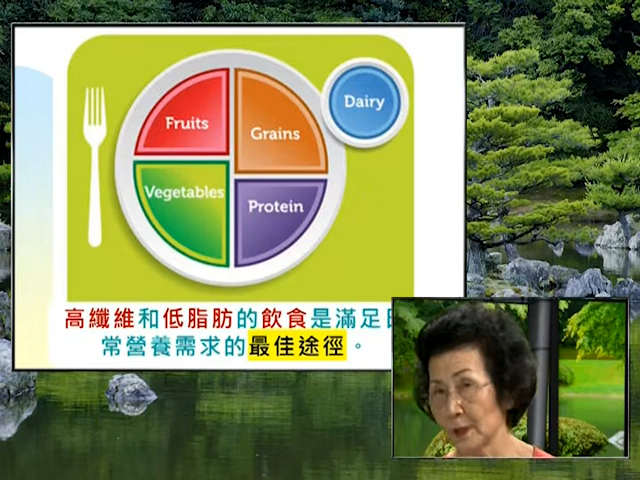 Dairy
Fruits
Grains
Vegetables
Protein
高纖維和低脂肪的飲食是滿足日
常營養需求的最佳途徑。